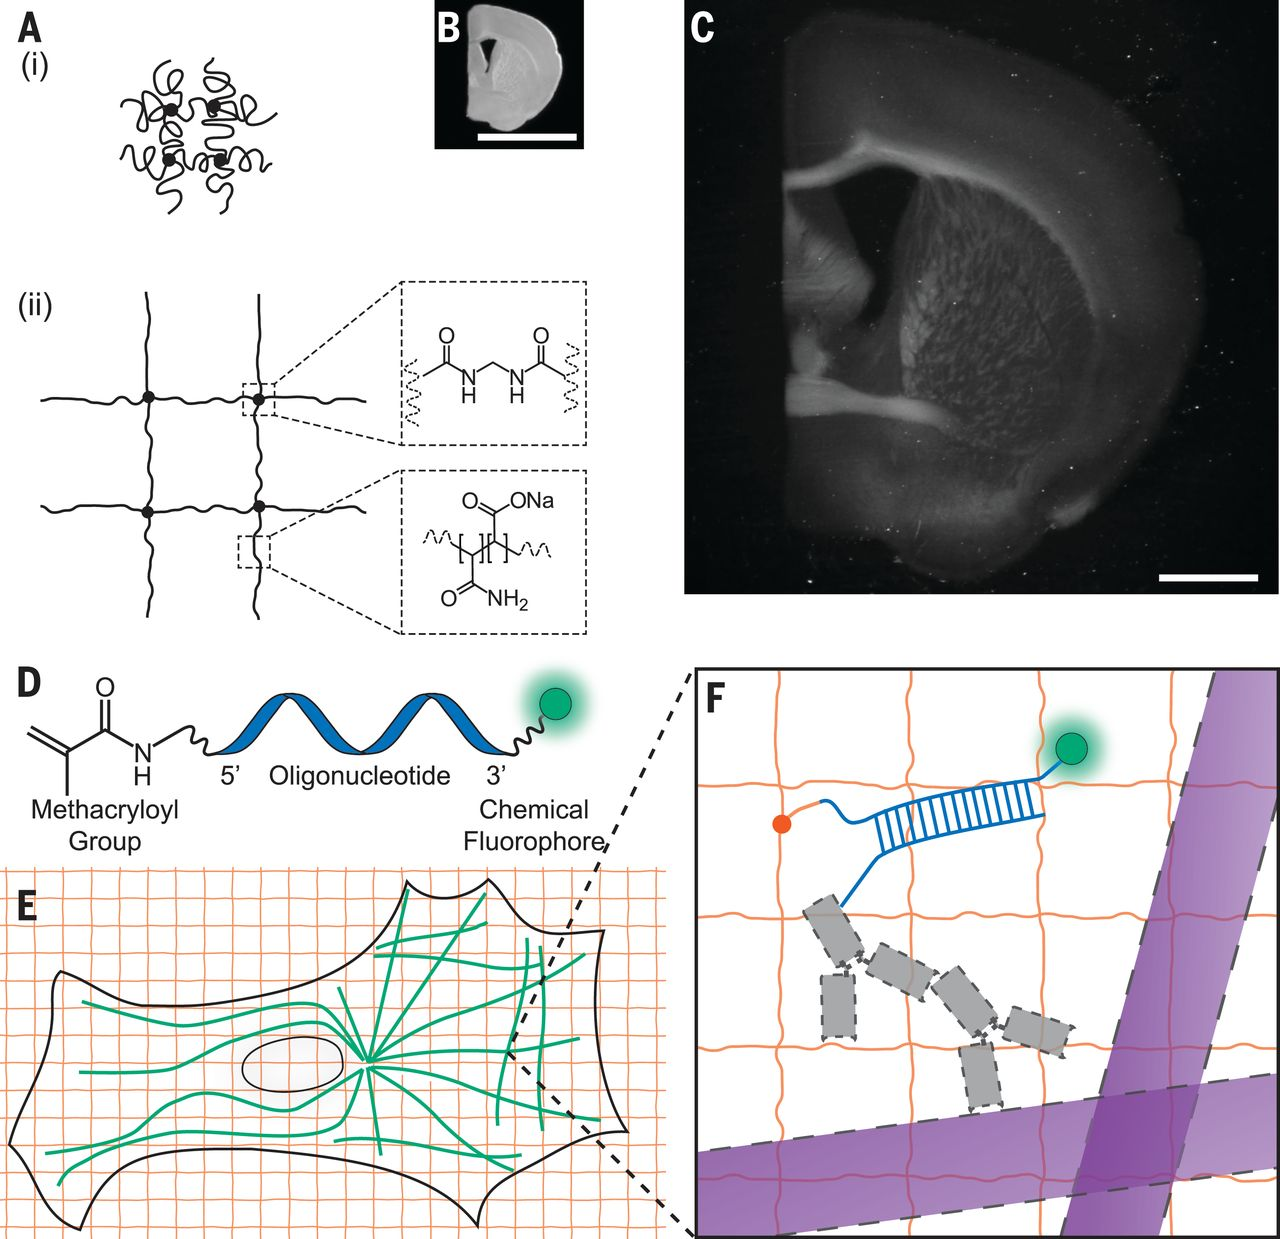 A
(i)
B
C
(ii)
O
O
N
H
N
H
O
ONa
O
NH2
D
O
N
H
5’
Oligonucleotide
3’
Methacryloyl
Group
Chemical
Fluorophore
E
F